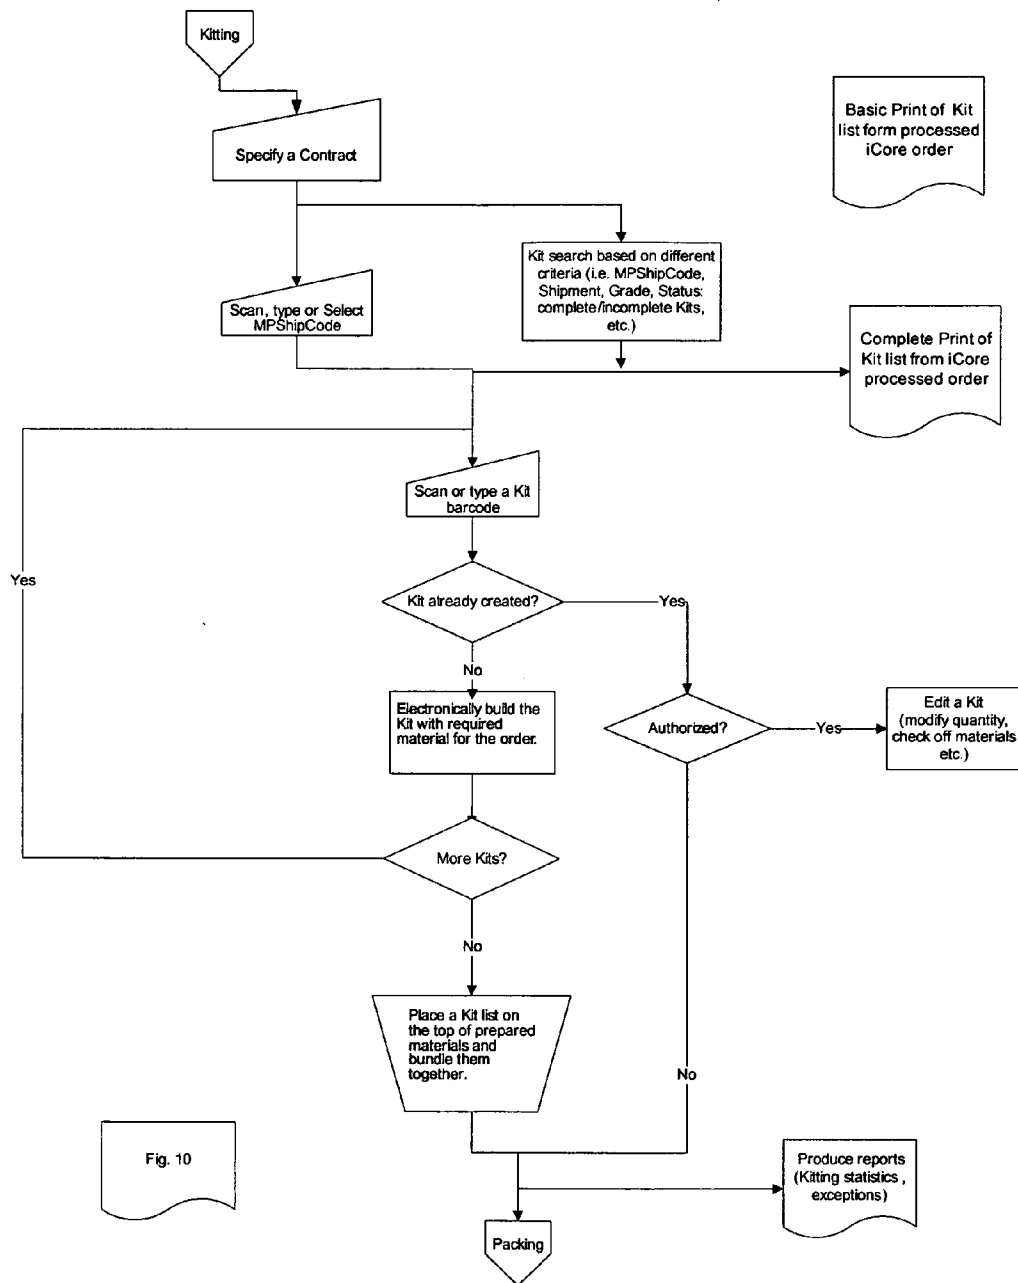 Kitting
Basic Print of Kit
list form processed
iCore order
Specify a Contract
Kit search based on different
criteria (i.e. MPShipCode,
Shipment, Grade, Status:
complete/incomplete Kits,
etc.)
Scan, type or Select
MPShipCode
Complete Print of
Kit list from iCore
processed order
Scan or type a Kit
barcode
Yes
Kit already created?
Yes
No
Electronically build the
Kit with required
material for the order.
Authorized?
Yes
Edit a Kit
(modify quantity,
check off materials
etc.)
More Kits?
No
Place a Kit list on
the top of prepared
materials and
bundle them
together.
No
Fig. 10
Produce reports
(Kitting statistics ,
exceptions)
Packing